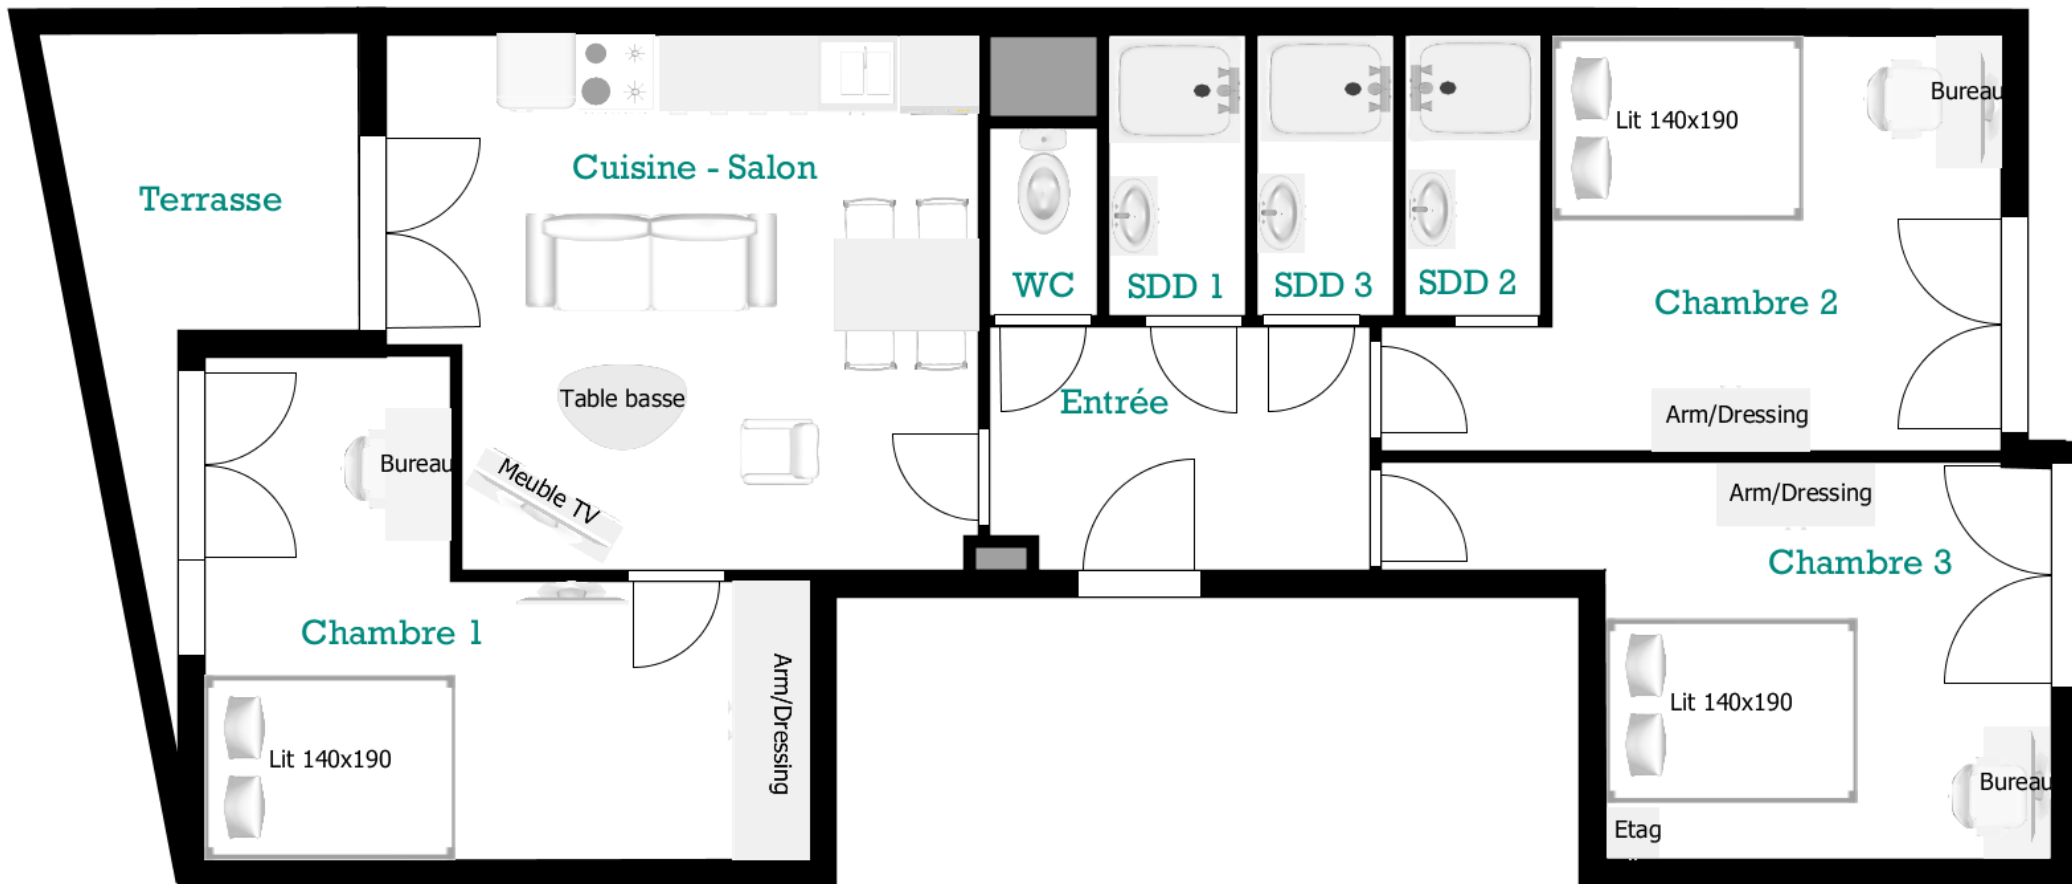 Terrasse
Cuisine - Salon
Table basse
Meuble TV
Bureau
Chambre 1
Lit 140x190
Arm/Dressing
WC
SDD 1
SDD 3
SDD 2
Entrée
Lit 140x190
Bureau
Chambre 2
Arm/Dressing
Arm/Dressing
Chambre 3
Lit 140x190
Bureau
Etag